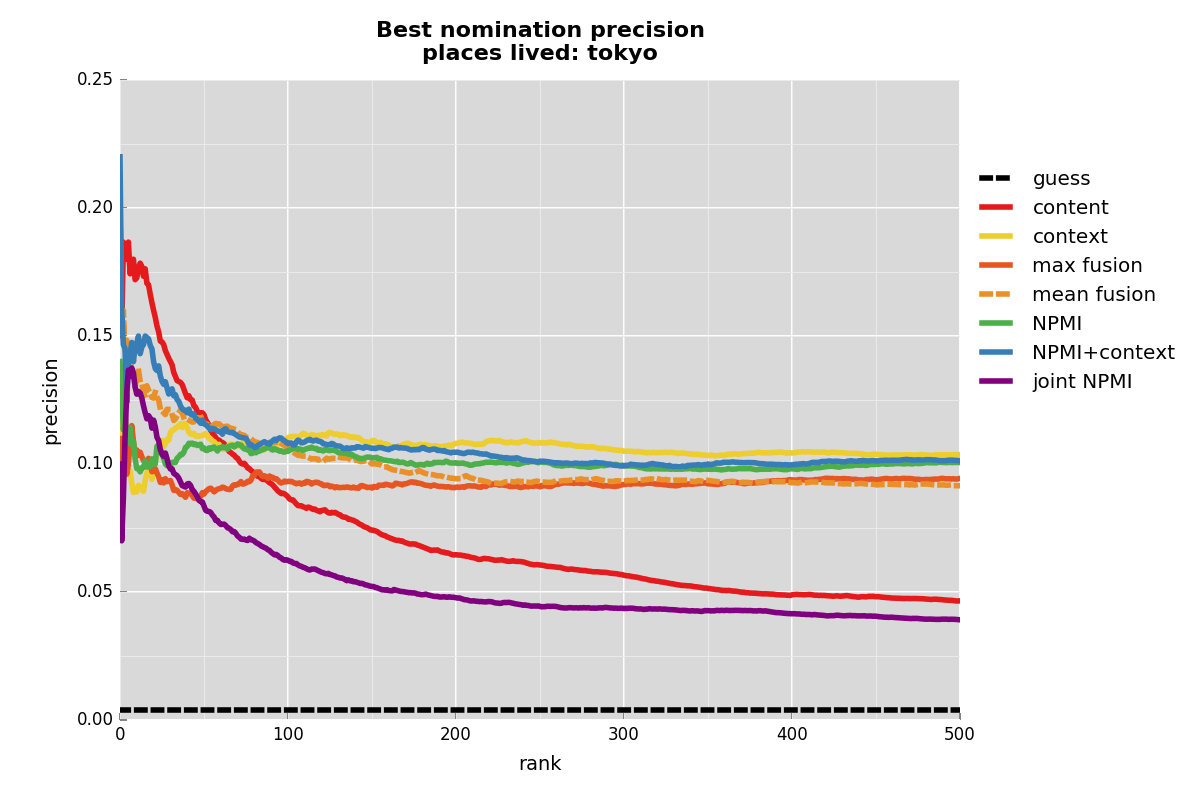 Best nomination precision
places lived: tokyo
precision
0.25
0.20
0.15
0.10
0.05
0.00
0
100
200
300
400
500
rank
guess
content
context
max fusion
mean fusion
NPMI
NPMI+context
joint NPMI